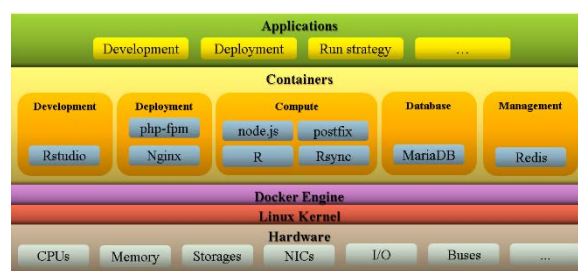 Applications
Development Deployment Run strategy ...
Containers
Development Deployment Compute Database Management
php-fpm node.js postfix
Rstudio Nginx R Rsync MariaDB Redis
Docker Engine
Linux Kernel
Hardware
CPUs Memory Storages NICs I/O Buses ...